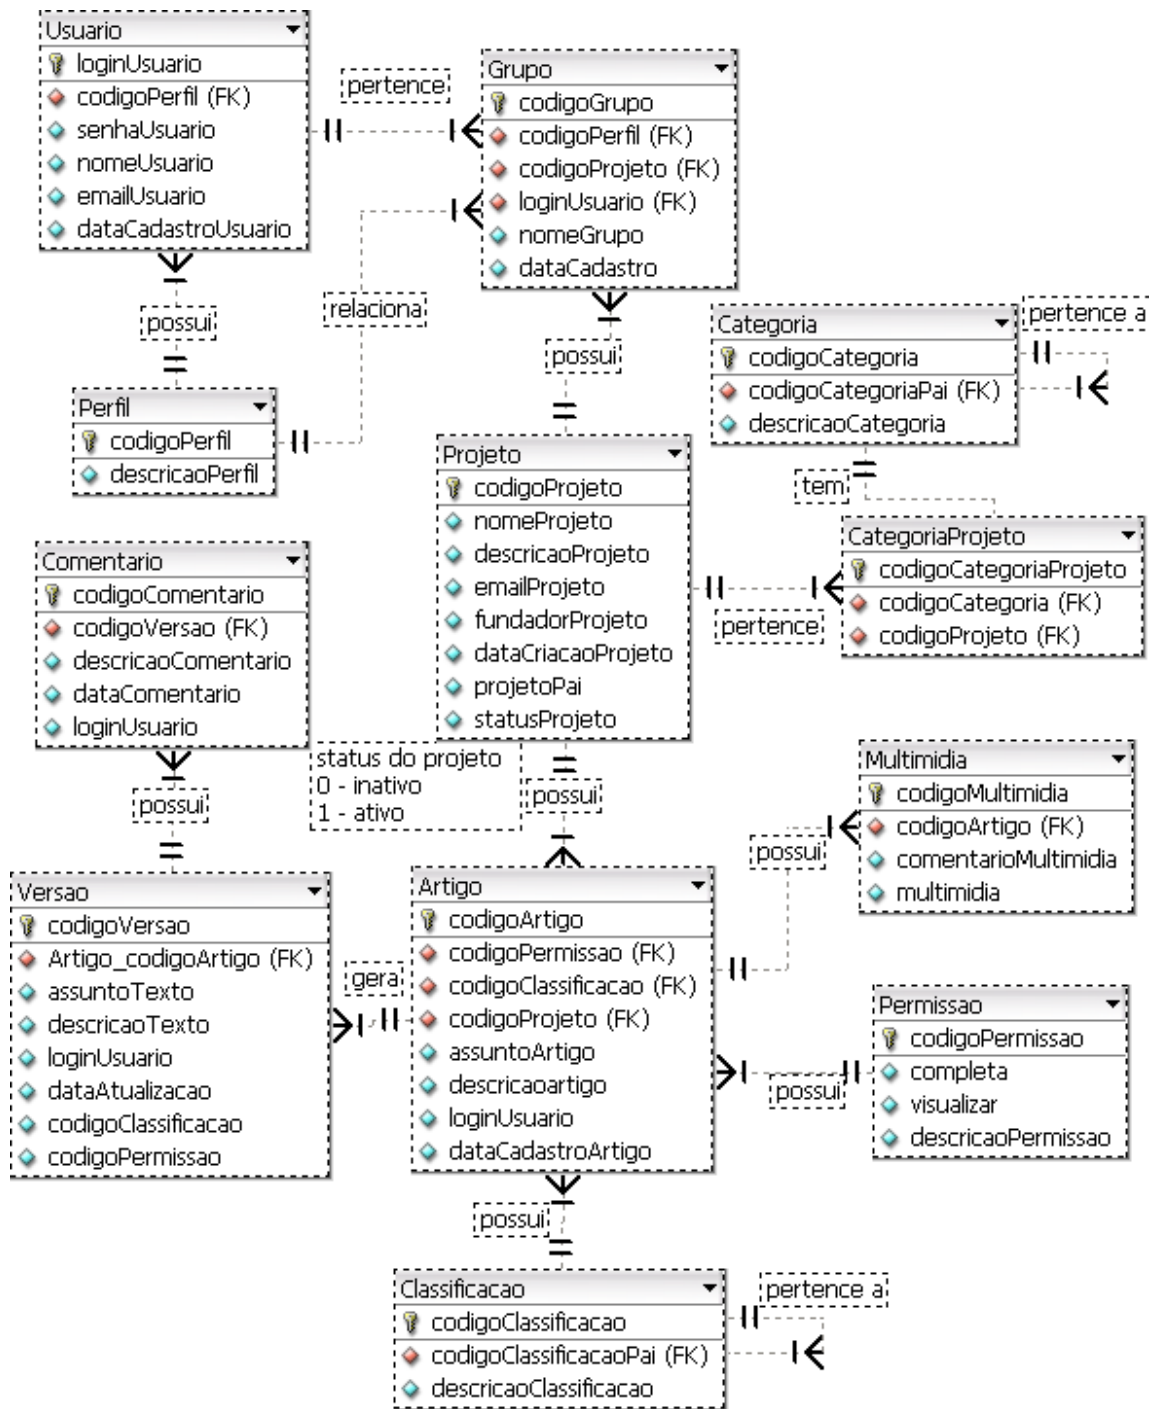 Usuario
loginUsuario
codigoPerfil (FK)
senhaUsuario
nomeUsuario
emailUsuario
dataCadastroUsuario
pertence
Grupo
codigoGrupo
codigoPerfil (FK)
codigoProjeto (FK)
loginUsuario (FK)
nomeGrupo
dataCadastro
possui
relaciona
possui
Categoria
codigoCategoria
codigoCategoriaPai (FK)
descricaoCategoria
pertence a
Perfil
codigoPerfil
descricaoPerfil
Projeto
codigoProjeto
nomeProjeto
descricaoProjeto
emailProjeto
fundadorProjeto
dataCriacaoProjeto
projetoPai
statusProjeto
tem
CategoriaProjeto
codigoCategoriaProjeto
codigoCategoria (FK)
codigoProjeto (FK)
pertence
Comentario
codigoComentario
codigoVersao (FK)
descricaoComentario
dataComentario
loginUsuario
status do projeto
0 - inativo
1 - ativo
possui
possui
Multimidia
codigoMultimidia
codigoArtigo (FK)
comentarioMultimidia
multimidia
possui
Versao
codigoVersao
Artigo_codigoArtigo (FK)
assuntoTexto
descricaoTexto
loginUsuario
dataAtualizacao
codigoClassificacao
codigoPermissao
gera
Artigo
codigoArtigo
codigoPermissao (FK)
codigoClassificacao (FK)
codigoProjeto (FK)
assuntoArtigo
descricaoartigo
loginUsuario
dataCadastroArtigo
Permissao
codigoPermissao
completa
visualizar
descricaoPermissao
possui
possui
Classificacao
codigoClassificacao
codigoClassificacaoPai (FK)
descricaoClassificacao
pertence a